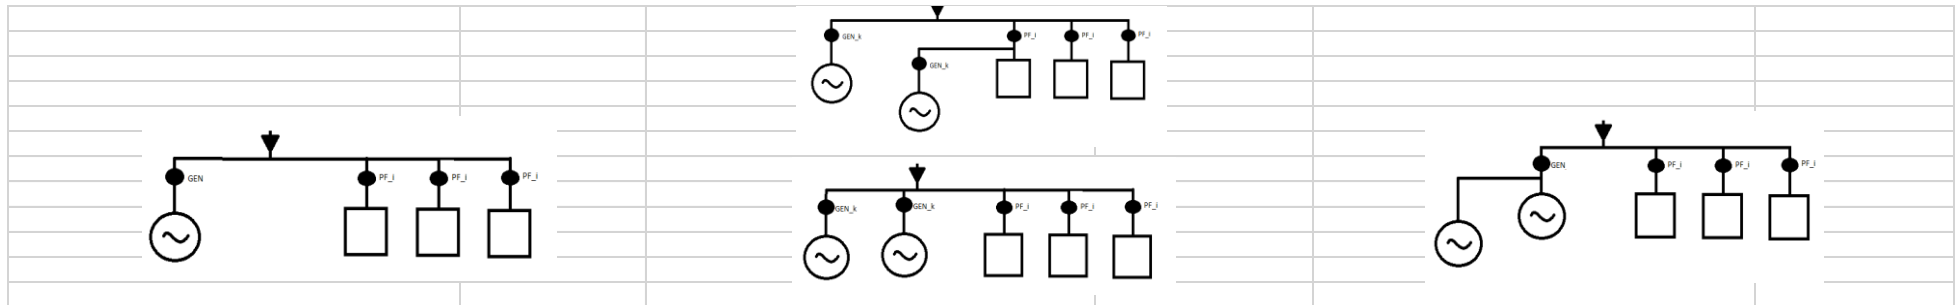 GEN_k PF_i PF_i PF_i
GEN_k
GEN PF_i PF_i PF_i
GEN_k GEN_k PF_i PF_i PF_i
GEN PF_i PF_i PF_i